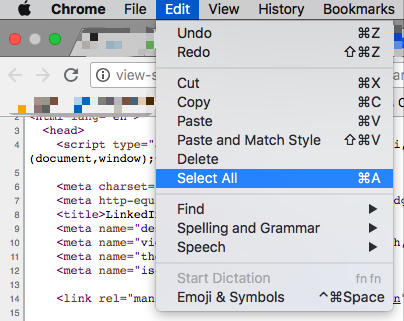 Chrome File Edit View History Bookmarks
Undo ⌘Z
Redo ⇧⌘Z
view-s
Cut ⌘X
Copy ⌘C
Paste ⌘V
Paste and Match Style ⇧⌘V
Delete
Select All ⌘A
Find
Spelling and Grammar
Speech
Start Dictation fn fn
Emoji & Symbols ^⌘Space
3 <head>
4 <script type="
(document,window);
5
6 <meta charset=
7 <meta http-equ
8 <title>LinkedI
9 <meta name="de
10 <meta name="vi
11 <meta name="th
12 <meta name="is
13
14 <link rel="man
15